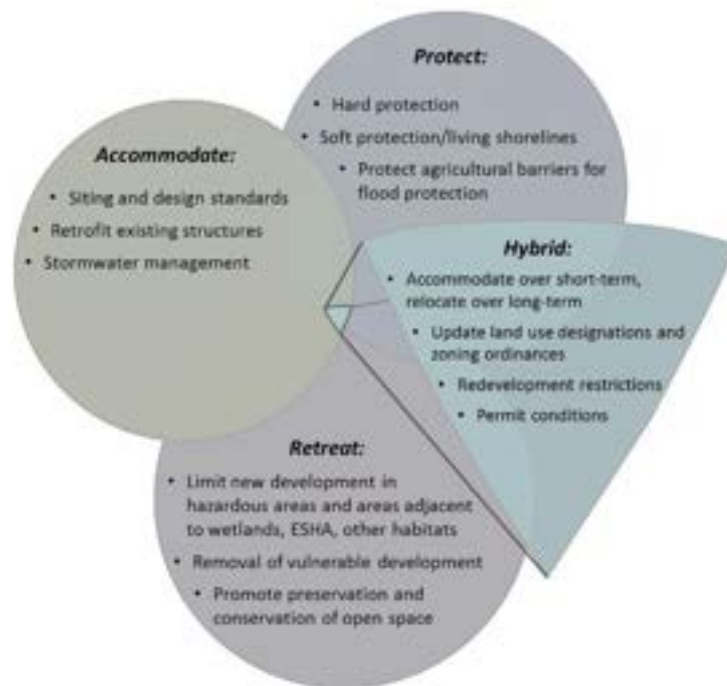 Protect:
• Hard protection
• Soft protection/living shorelines
• Protect agricultural barriers for
flood protection
Accommodate:
• Siting and design standards
• Retrofit existing structures
• Stormwater management
Hybrid:
• Accommodate over short-term,
relocate over long-term
• Update land use designations and
zoning ordinances
• Redevelopment restrictions
• Permit conditions
Retreat:
• Limit new development in
hazardous areas and areas adjacent
to wetlands, ESHA, other habitats
• Removal of vulnerable development
• Promote preservation and
conservation of open space